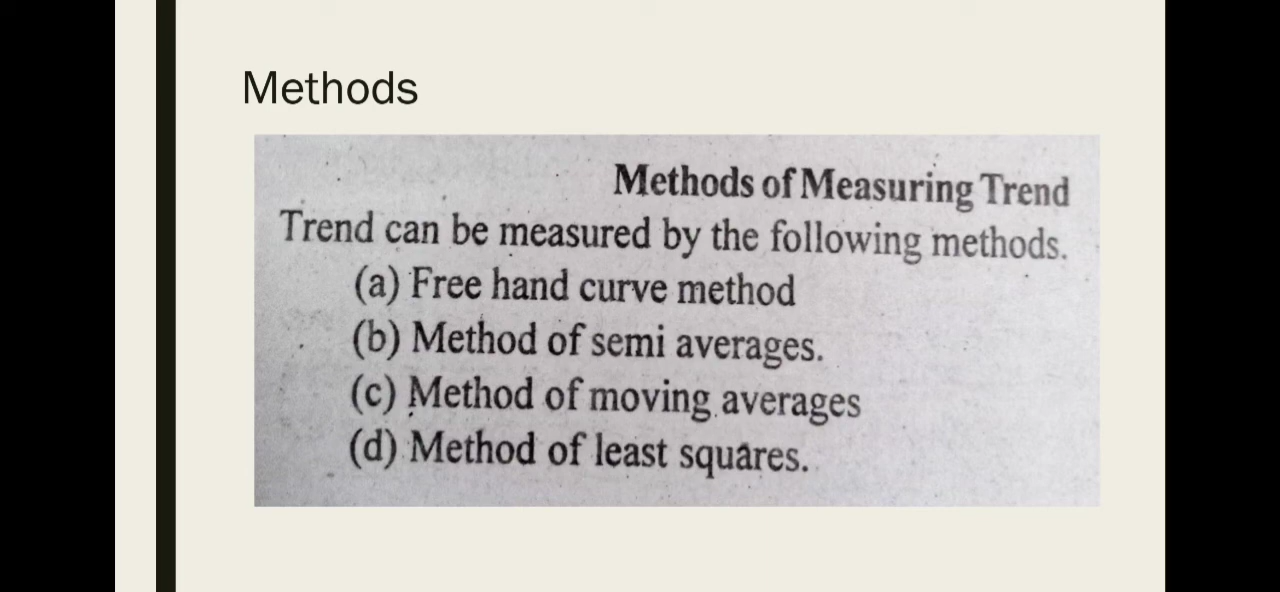 Methods
Methods of Measuring Trend
Trend can be measured by the following methods.
(a) Free hand curve method
(b) Method of semi averages.
(c) Method of moving averages
(d) Method of least squares.